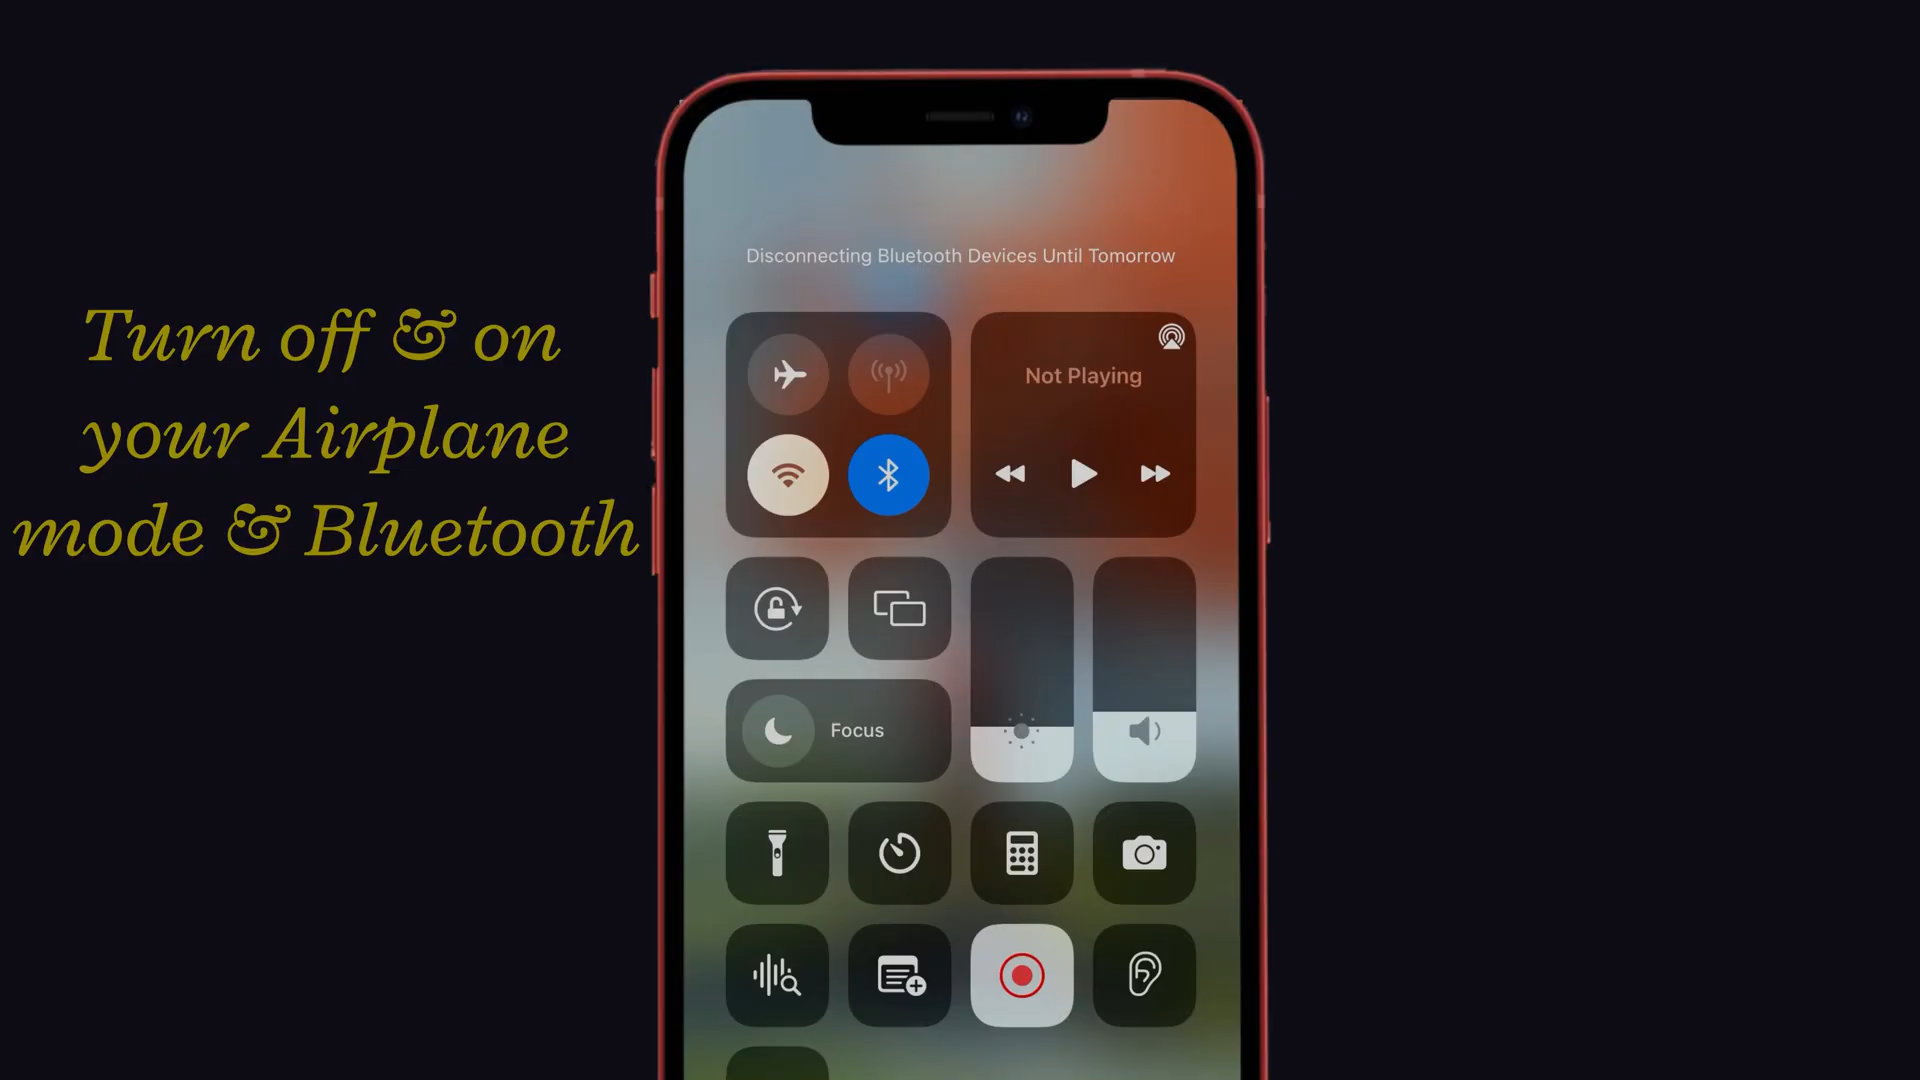 Turn off & on
your Airplane
mode & Bluetooth
Disconnecting Bluetooth Devices Until Tomorrow
Not Playing
Focus